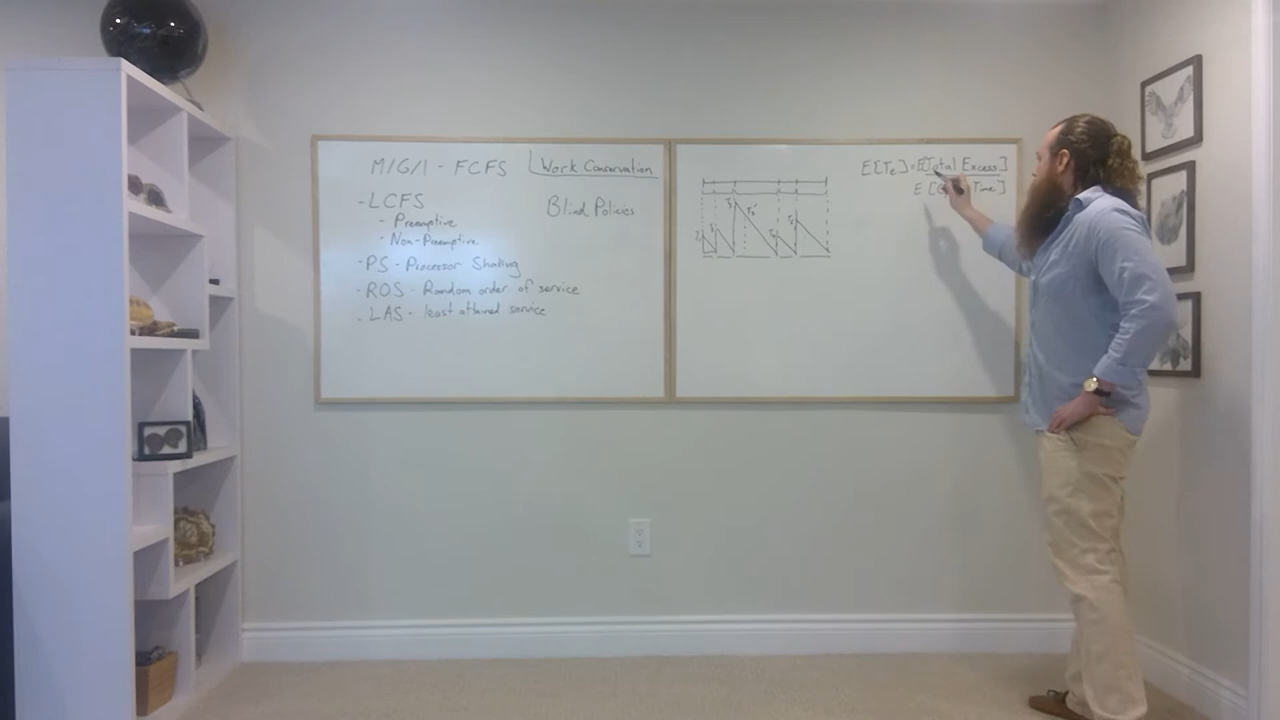 M/G/1 - FCFS
Work Conservation
- LCFS
- Preemptive
- Non-Preemptive
- PS - Processor Sharing
- ROS - Random order of service
- LAS - least attained service
Blind Policies
E[Te] = E[Total Excess]
E [ Time]